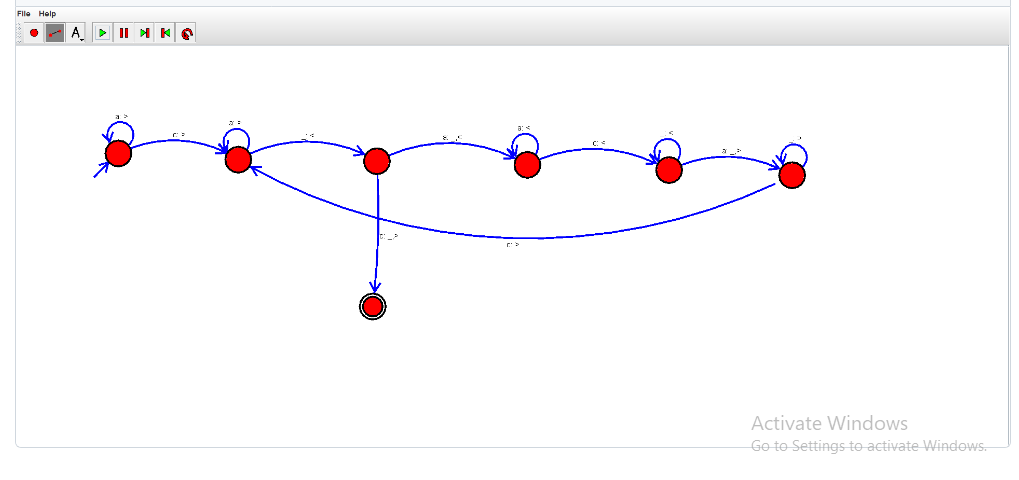 File Help
A
a; >
c; >
a; >
_; <
a; _,<
a; <
c; <
_; <
a; _,>
_; >
c; _,>
c; >
Activate Windows
Go to Settings to activate Windows.